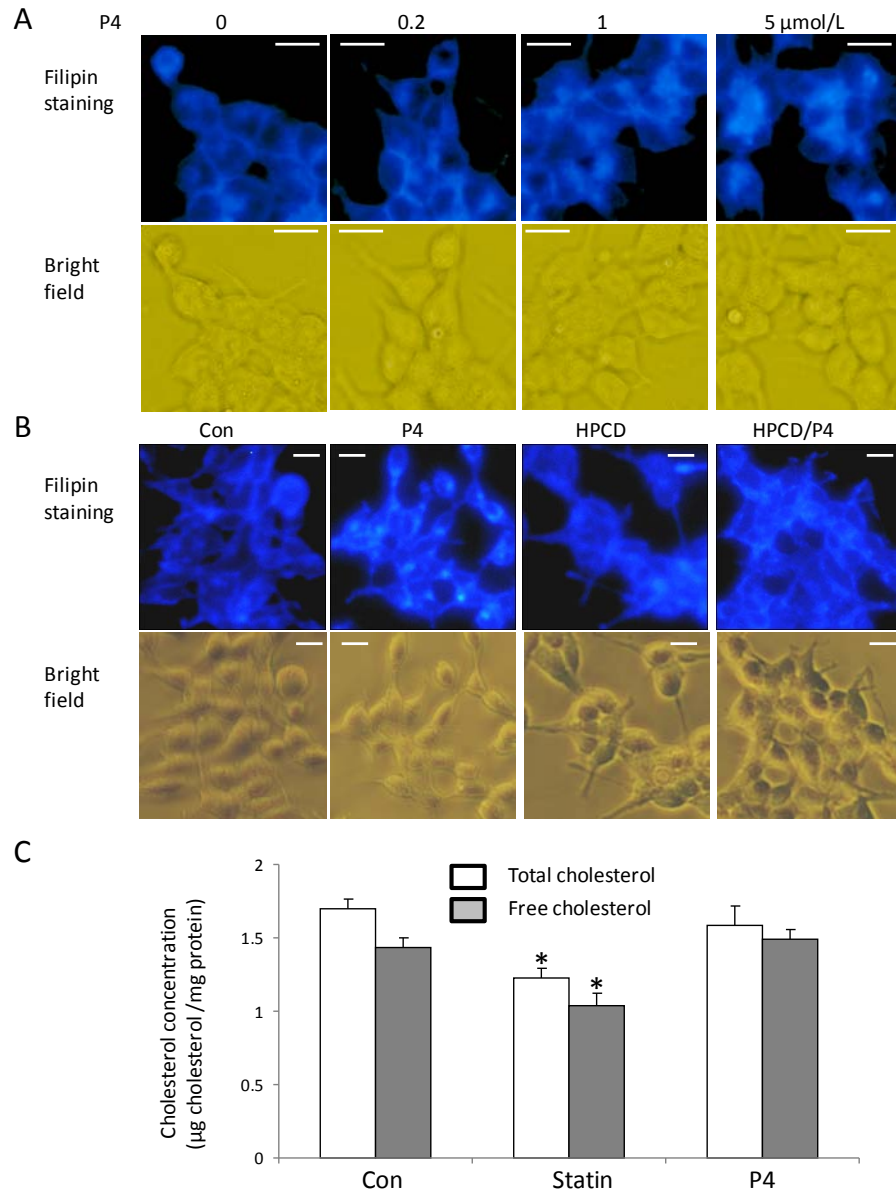 A
P4 0 0.2 1 5 µmol/L
Filipin
staining
Bright
field
B
Con P4 HPCD HPCD/P4
Filipin
staining
Bright
field
C
Cholesterol concentration
(µg cholesterol /mg protein)
2
1.5
1
0.5
0
Total cholesterol
Free cholesterol
*
*
Con Statin P4